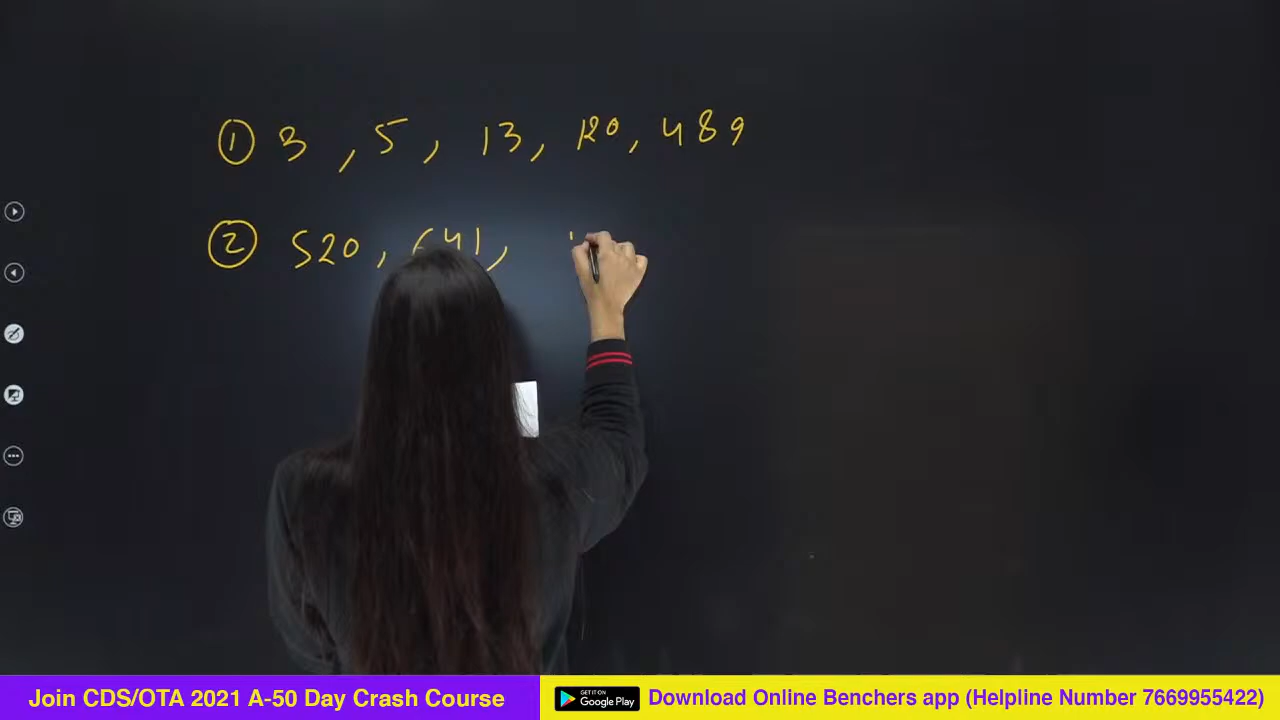 ① 3 , 5 , 13 , 120 , 489
② 520 , 641 ,
Join CDS/OTA 2021 A-50 Day Crash Course
GET IT ON Google Play
Download Online Benchers app (Helpline Number 7669955422)